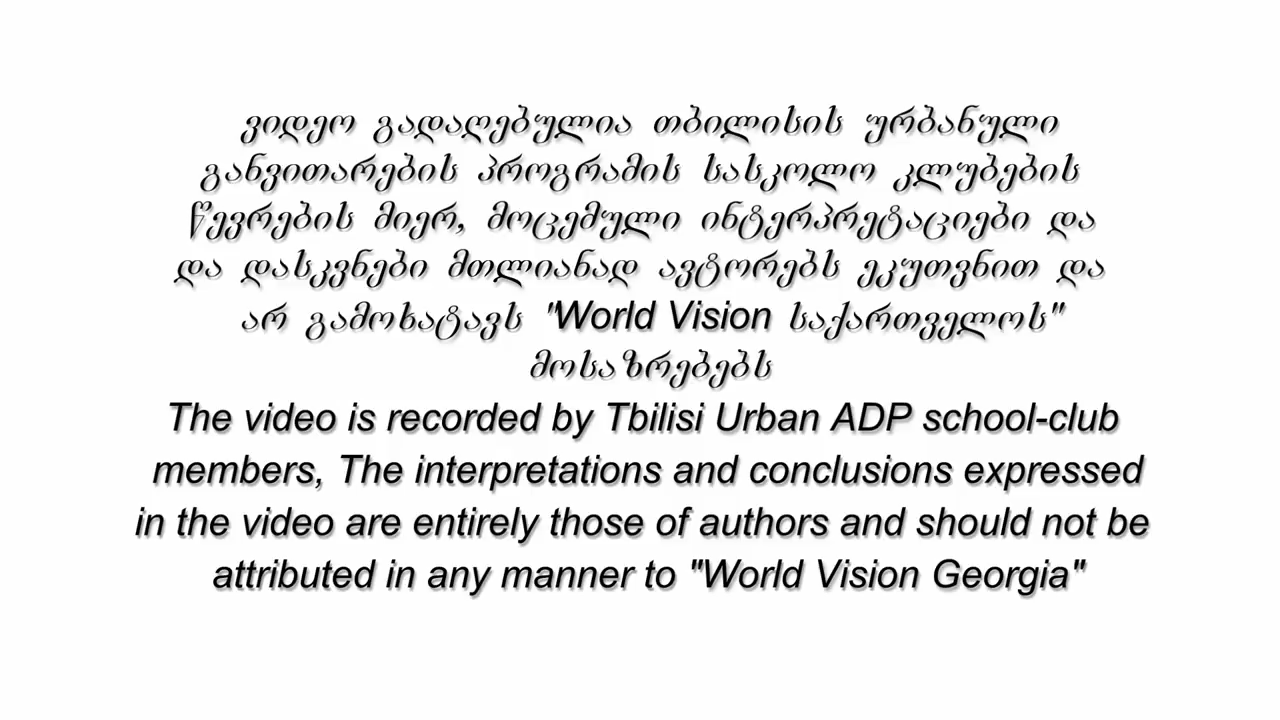 ვიდეო გადაღებულია თბილისის ურბანული
განვითარების პროგრამის სასკოლო კლუბების
წევრების მიერ, მოცემული ინტერპრეტაციები და
და დასკვნები მთლიანად ავტორებს ეკუთვნით და
არ გამოხატავს "World Vision საქართველოს"
მოსაზრებებს
The video is recorded by Tbilisi Urban ADP school-club
members, The interpretations and conclusions expressed
in the video are entirely those of authors and should not be
attributed in any manner to "World Vision Georgia"